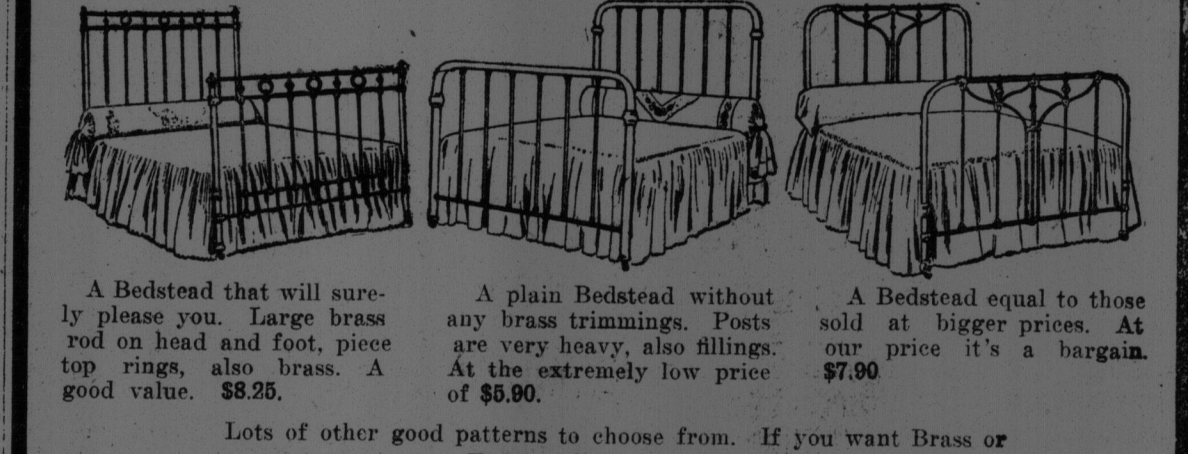 A Bedstead that will sure-
ly please you. Large brass
rod on head and foot, piece
top rings, also brass. A
good value. $8.25.
A plain Bedstead without
any brass trimmings. Posts
are very heavy, also fillings.
At the extremely low price
of $5.90.
A Bedstead equal to those
sold at bigger prices. At
our price it's a bargain.
$7.90
Lots of other good patterns to choose from. If you want Brass or